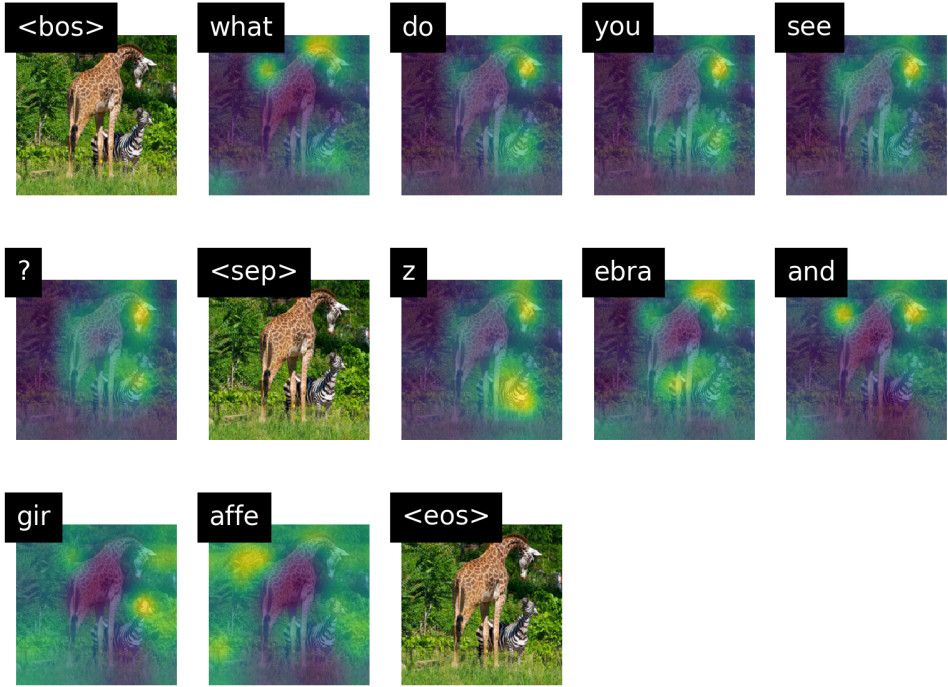 <bos> what do you see
? <sep> z ebra and
gir affe <eos>